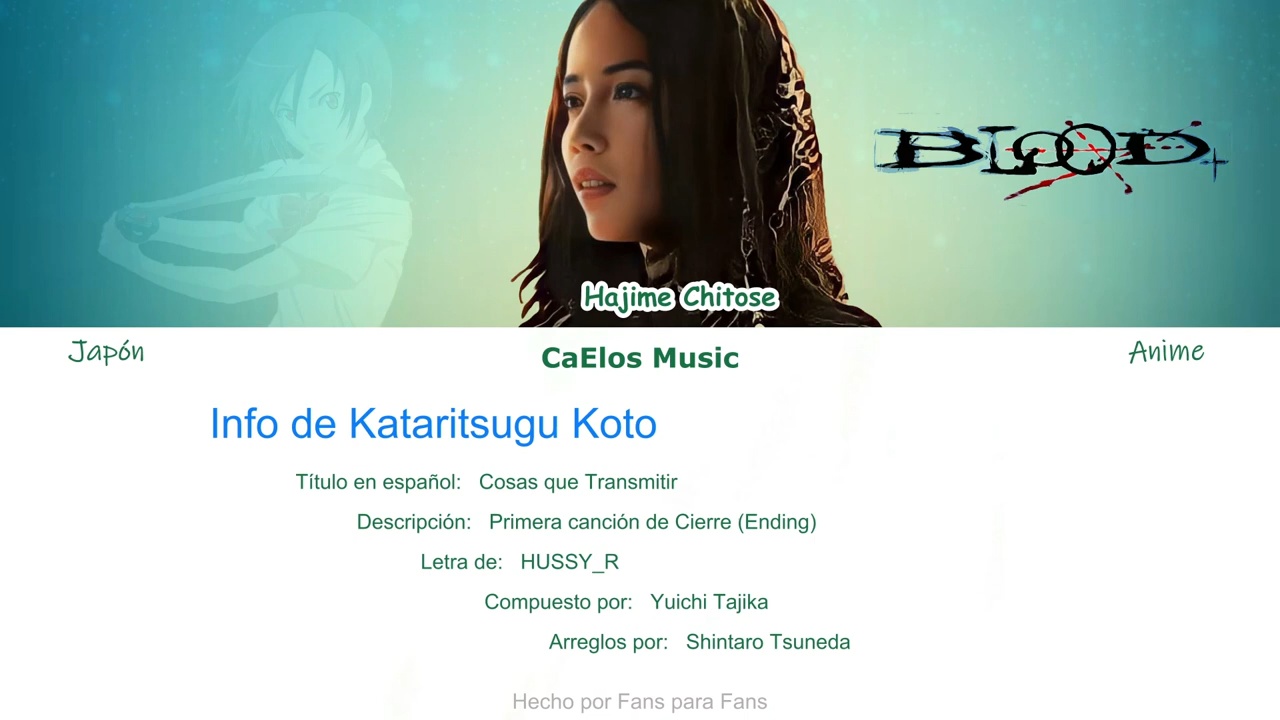 BLOOD+
Hajime Chitose
Japón
CaElos Music
Anime
Info de Kataritsugu Koto
Título en español: Cosas que Transmitir
Descripción: Primera canción de Cierre (Ending)
Letra de: HUSSY_R
Compuesto por: Yuichi Tajika
Arreglos por: Shintaro Tsuneda
Hecho por Fans para Fans